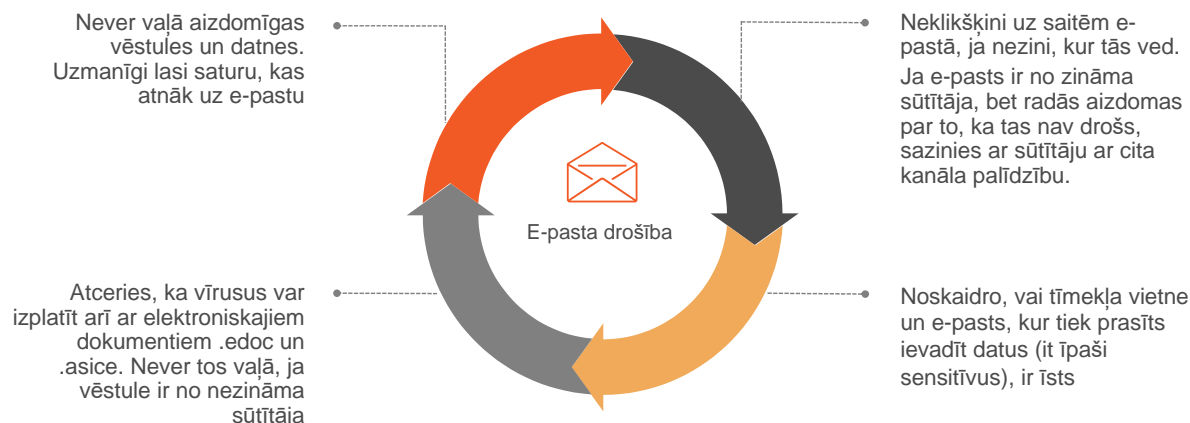 Never vaļā aizdomīgas
vēstules un datnes.
Uzmanīgi lasi saturu, kas
atnāk uz e-pastu
Neklikšķini uz saitēm e-
pastā, ja nezini, kur tās ved.
Ja e-pasts ir no zināma
sūtītāja, bet radās aizdomas
par to, ka tas nav drošs,
sazinies ar sūtītāju ar cita
kanāla palīdzību.
E-pasta drošība
Atceries, ka vīrusus var
izplatīt arī ar elektroniskajiem
dokumentiem .edoc un
.asice. Never tos vaļā, ja
vēstule ir no nezināma
sūtītāja
Noskaidro, vai tīmekļa vietne
un e-pasts, kur tiek prasīts
ievadīt datus (it īpaši
sensitīvus), ir īsts